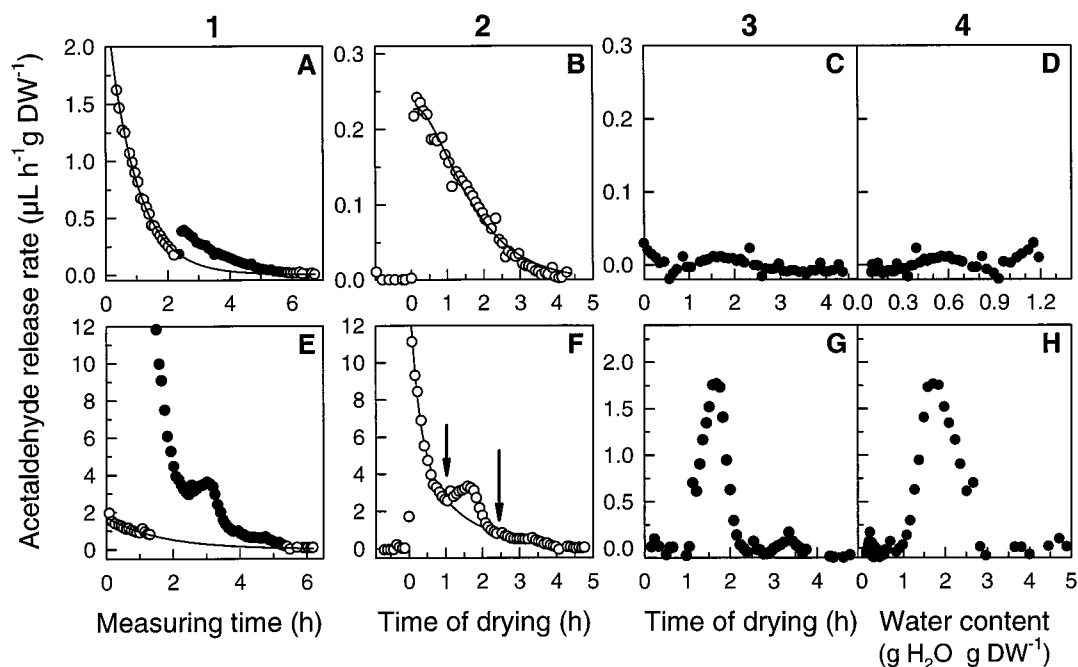 1 2 3 4
Acetaldehyde release rate (µL h⁻¹g DW⁻¹)
A B C D
2.0 1.5 1.0 0.5 0.0
0.3 0.2 0.1 0.0
0.3 0.2 0.1 0.0
0 2 4 6
0 1 2 3 4 5
0 1 2 3 4 0.0 0.3 0.6 0.9 1.2
E F G H
12 10 8 6 4 2 0
12 10 8 6 4 2 0
2.0 1.5 1.0 0.5 0.0
0 2 4 6
0 1 2 3 4 5
0 1 2 3 4 0 1 2 3 4 5
Measuring time (h) Time of drying (h) Time of drying (h) Water content
(g H₂O g DW⁻¹)